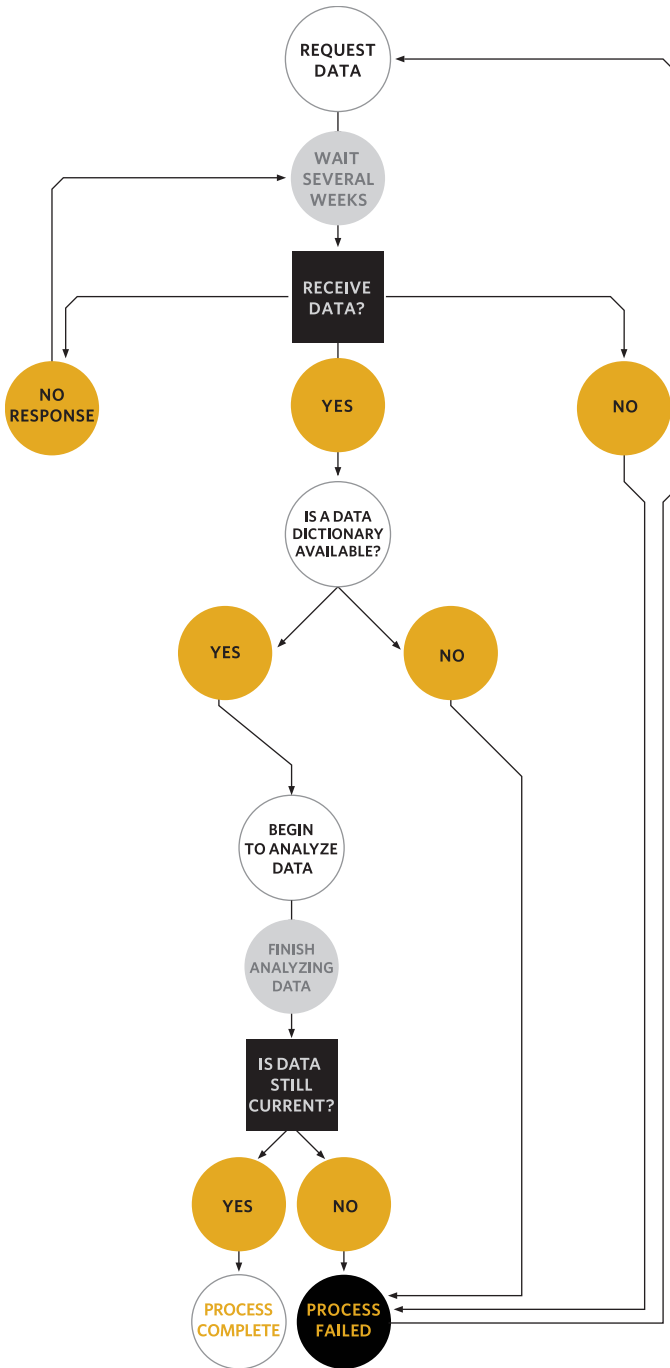 REQUEST
DATA
WAIT
SEVERAL
WEEKS
RECEIVE
DATA?
NO
RESPONSE
YES
NO
IS A DATA
DICTIONARY
AVAILABLE?
YES
NO
BEGIN
TO ANALYZE
DATA
FINISH
ANALYZING
DATA
IS DATA
STILL
CURRENT?
YES
NO
PROCESS
COMPLETE
PROCESS
FAILED